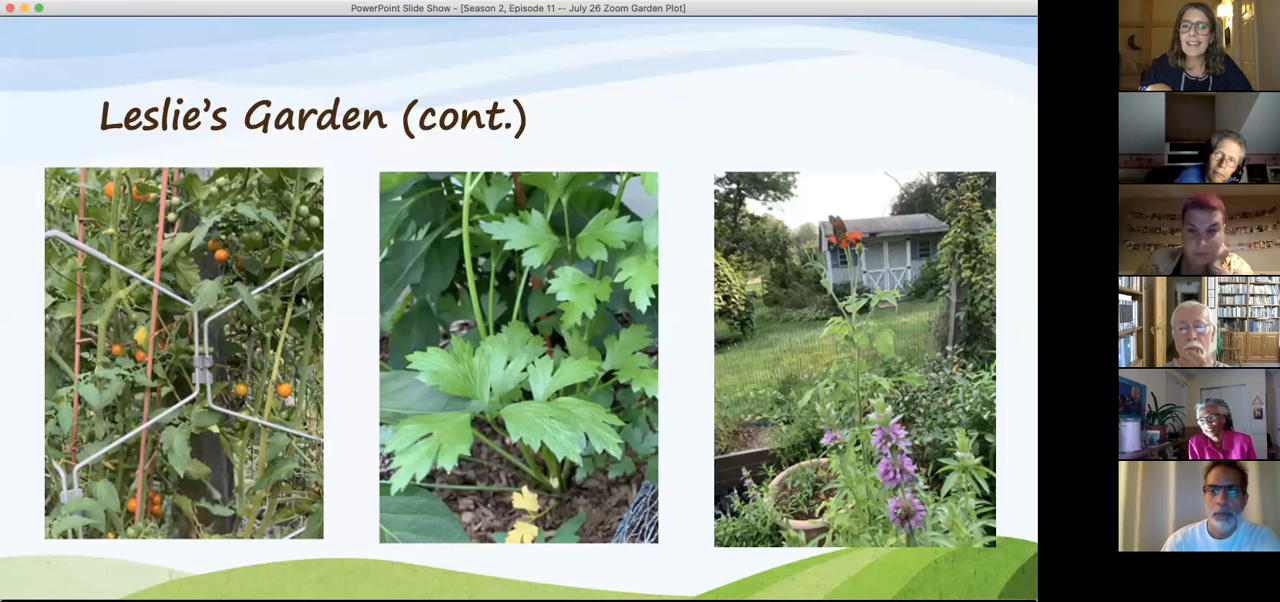 PowerPoint Slide Show - [Season 2, Episode 11 -- July 26 Zoom Garden Plot]
Leslie's Garden (cont.)